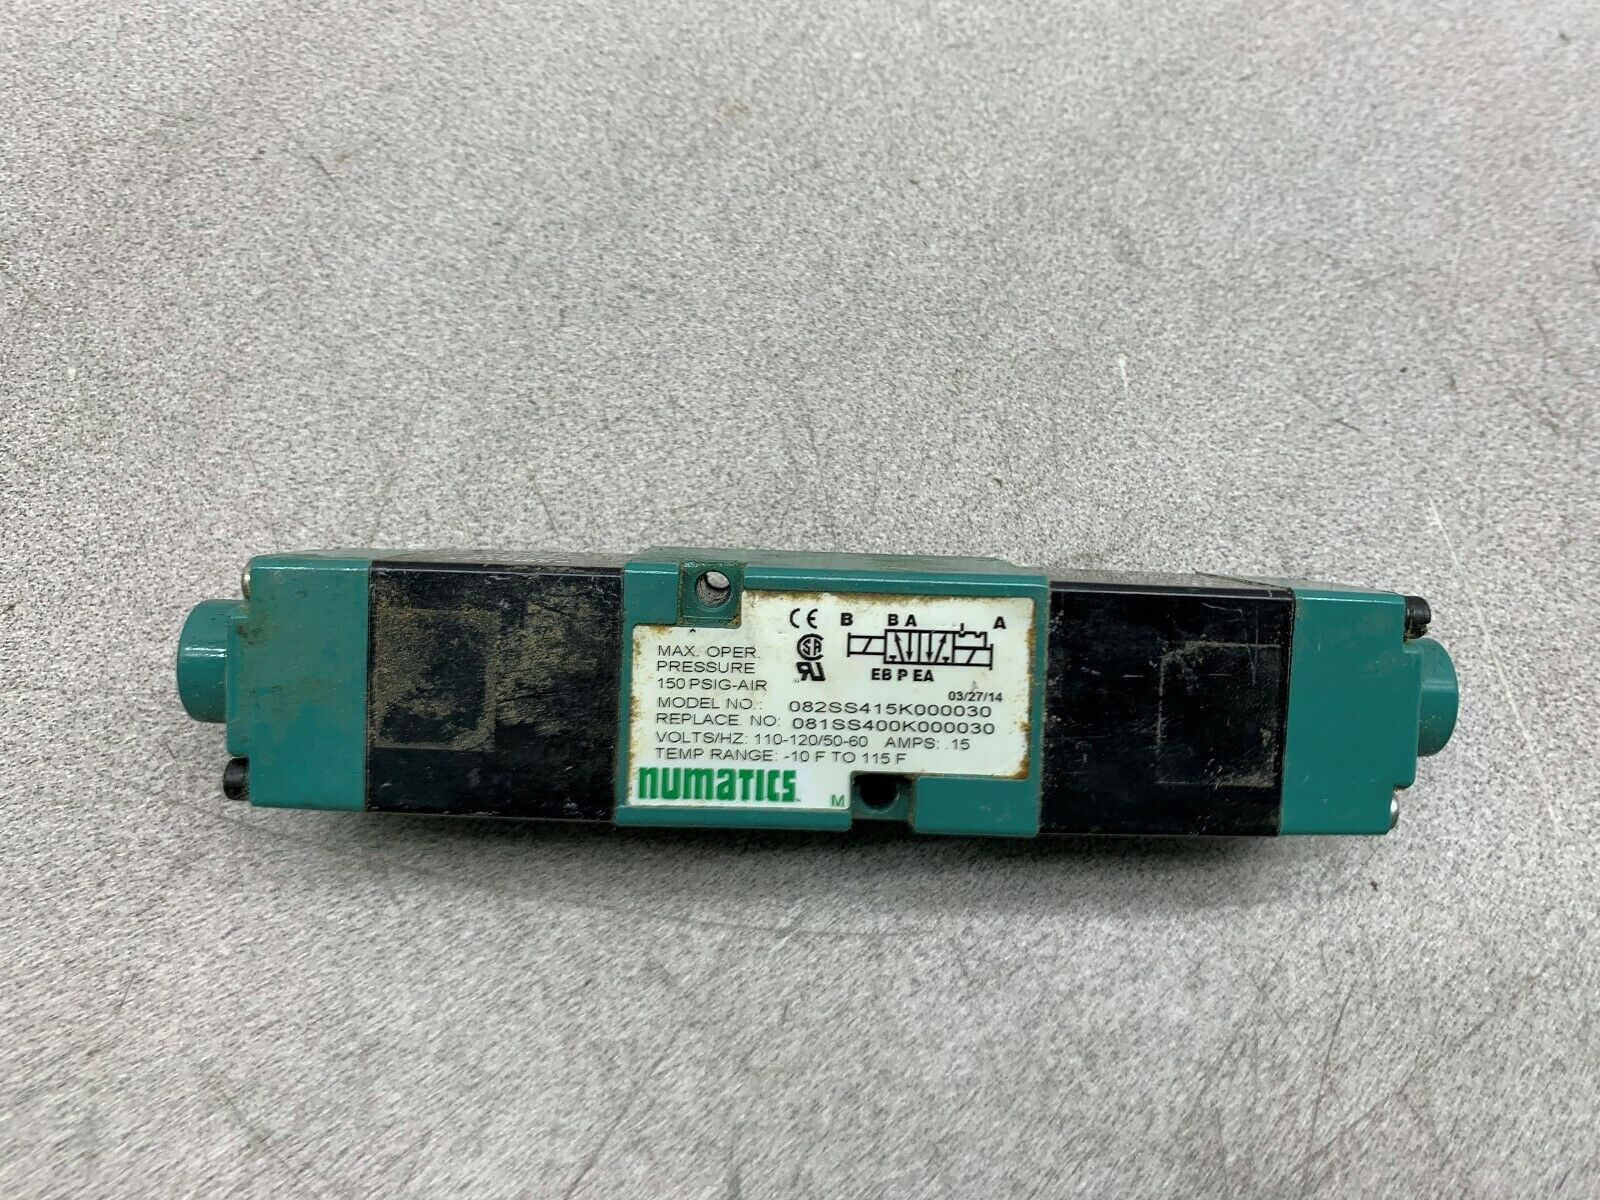 CE B B A A
MAX. OPER.
PRESSURE
150 PSIG-AIR
EB P EA
03/27/14
MODEL NO.: 082SS415K000030
REPLACE. NO: 081SS400K000030
VOLTS/HZ: 110-120/50-60 AMPS: .15
TEMP RANGE: -10 F TO 115 F
numatics
M